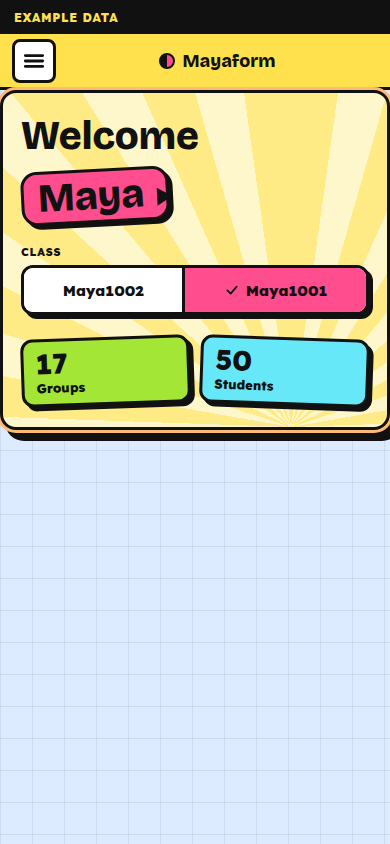 EXAMPLE DATA
Mayaform
Welcome
Maya
CLASS
Maya1002
Maya1001
17
Groups
50
Students